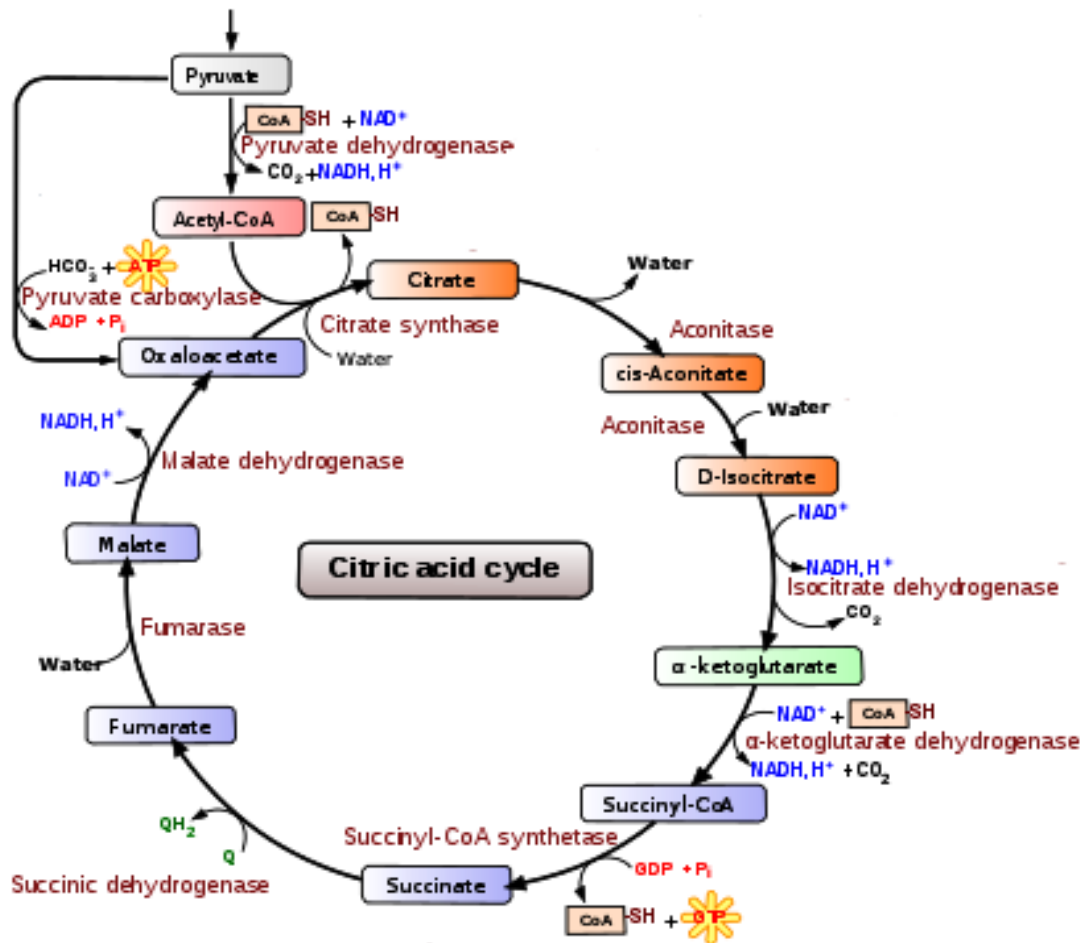 Pyruvate
CoA-SH + NAD⁺
Pyruvate dehydrogenase
CO₂+NADH, H⁺
Acetyl-CoA
CoA-SH
HCO₃⁻ + ATP
Pyruvate carboxylase
ADP + Pᵢ
Citrate
Water
Citrate synthase
Water
Aconitase
Oxaloacetate
cis-Aconitate
Water
Aconitase
NADH, H⁺
NAD⁺
Malate dehydrogenase
D-Isocitrate
NAD⁺
NADH, H⁺
Isocitrate dehydrogenase
CO₂
Malate
Citric acid cycle
Fumarase
Water
α-ketoglutarate
NAD⁺ + CoA-SH
α-ketoglutarate dehydrogenase
NADH, H⁺ + CO₂
Fumarate
Succinyl-CoA
QH₂
Q
Succinyl-CoA synthetase
Succinic dehydrogenase
GDP + Pᵢ
Succinate
CoA-SH + GTP